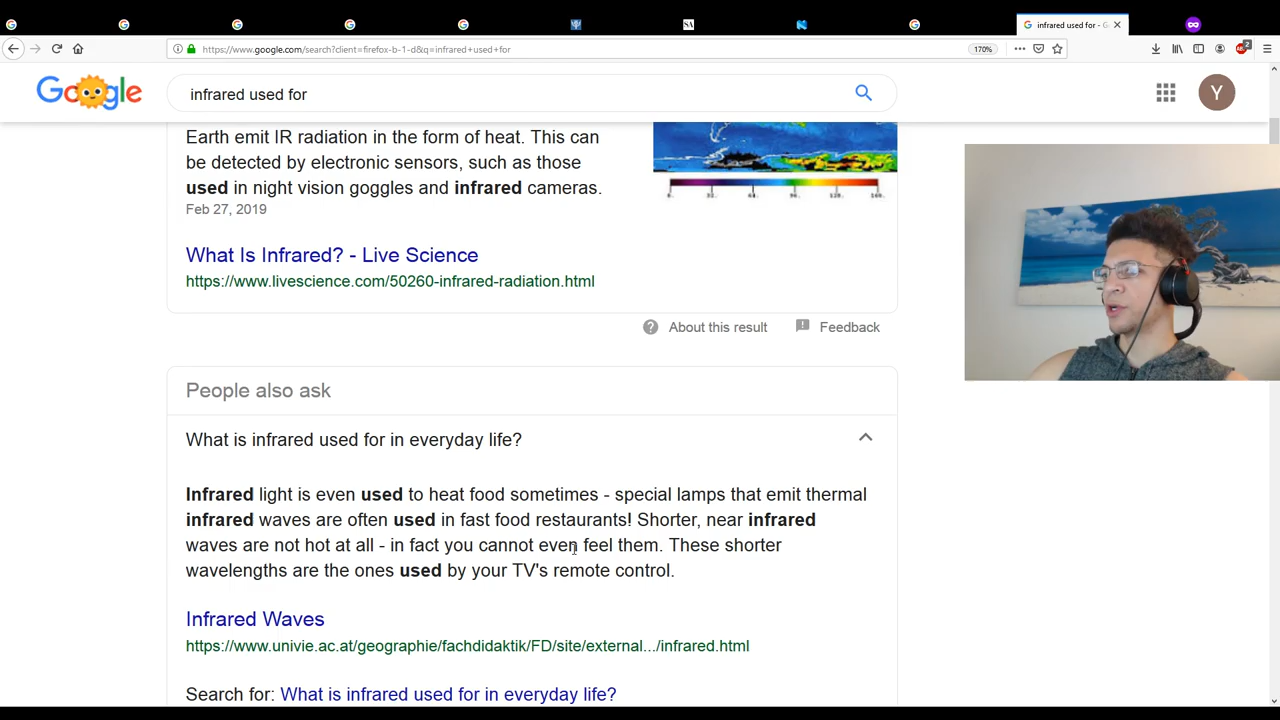 infrared used for - G
https://www.google.com/search?client=firefox-b-1-d&q=infrared+used+for
170%
2
Google
infrared used for
Y
Earth emit IR radiation in the form of heat. This can
be detected by electronic sensors, such as those
used in night vision goggles and infrared cameras.
Feb 27, 2019
What Is Infrared? - Live Science
https://www.livescience.com/50260-infrared-radiation.html
About this result
Feedback
People also ask
What is infrared used for in everyday life?
Infrared light is even used to heat food sometimes - special lamps that emit thermal
infrared waves are often used in fast food restaurants! Shorter, near infrared
waves are not hot at all - in fact you cannot even feel them. These shorter
wavelengths are the ones used by your TV's remote control.
Infrared Waves
https://www.univie.ac.at/geographie/fachdidaktik/FD/site/external.../infrared.html
Search for: What is infrared used for in everyday life?